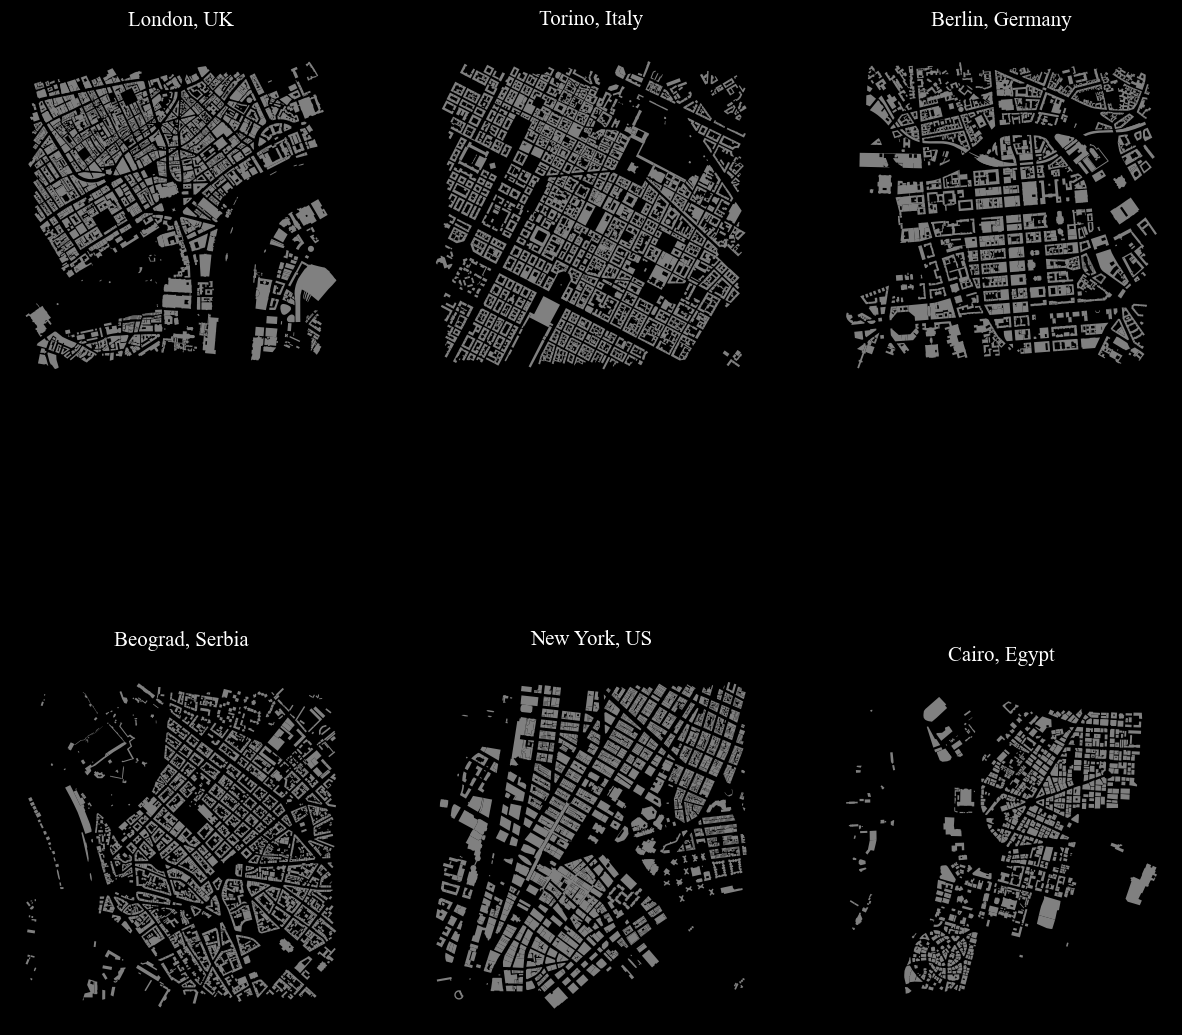 London, UK
Torino, Italy
Berlin, Germany
Beograd, Serbia
New York, US
Cairo, Egypt